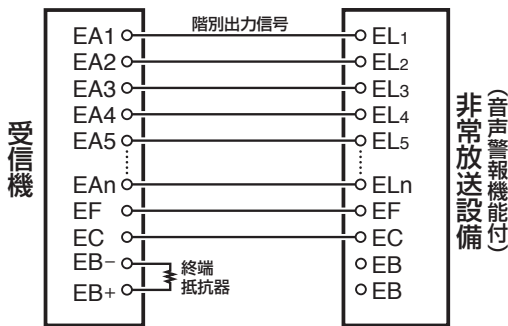 受信機
階別出力信号
EA1 EL1
EA2 EL2
EA3 EL3
EA4 EL4
EA5 EL5
EAn ELn
EF EF
EC EC
EB− EB
EB+ EB
終端
抵抗器
非常放送設備
(音声警報機能付)